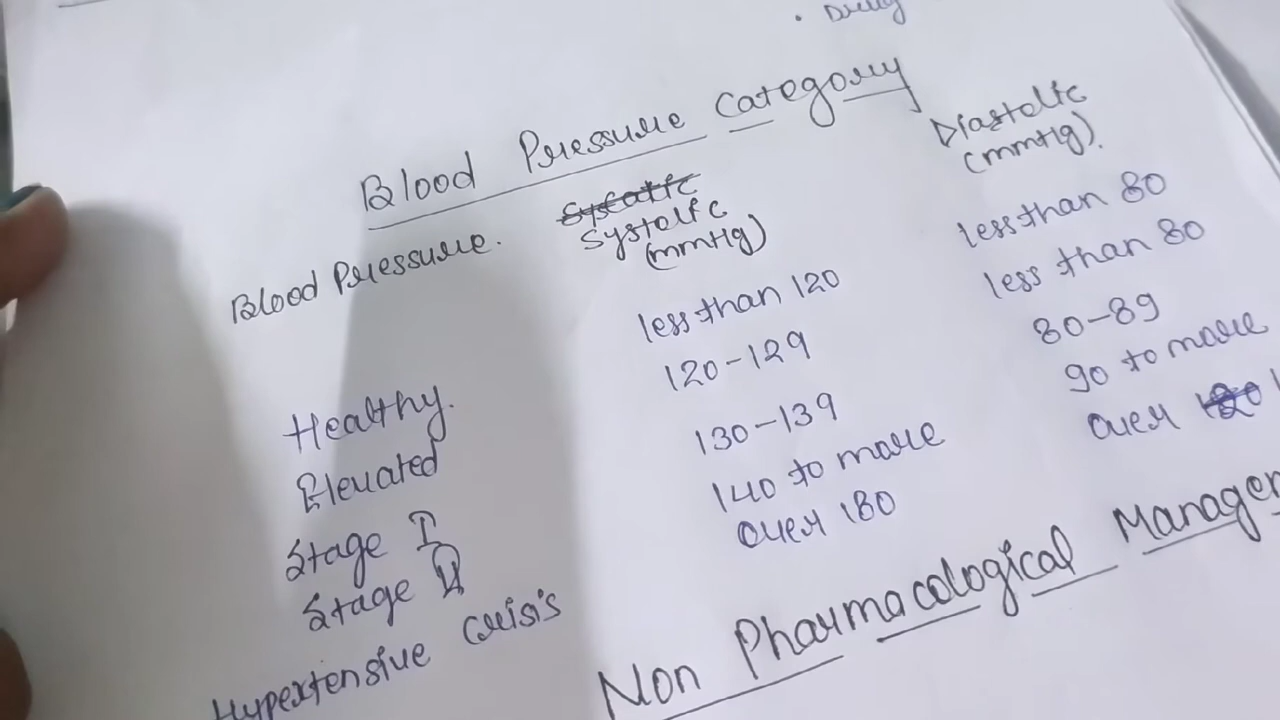 • Drug
Blood Pressure Category
Blood Pressure. Systolic (mmHg) Diastolic (mmHg).
Healthy. less than 120 less than 80
Elevated 120-129 less than 80
Stage I 130-139 80-89
Stage II 140 to more 90 to more
Hypertensive Crisis over 180 over
Non Pharmacological Manage